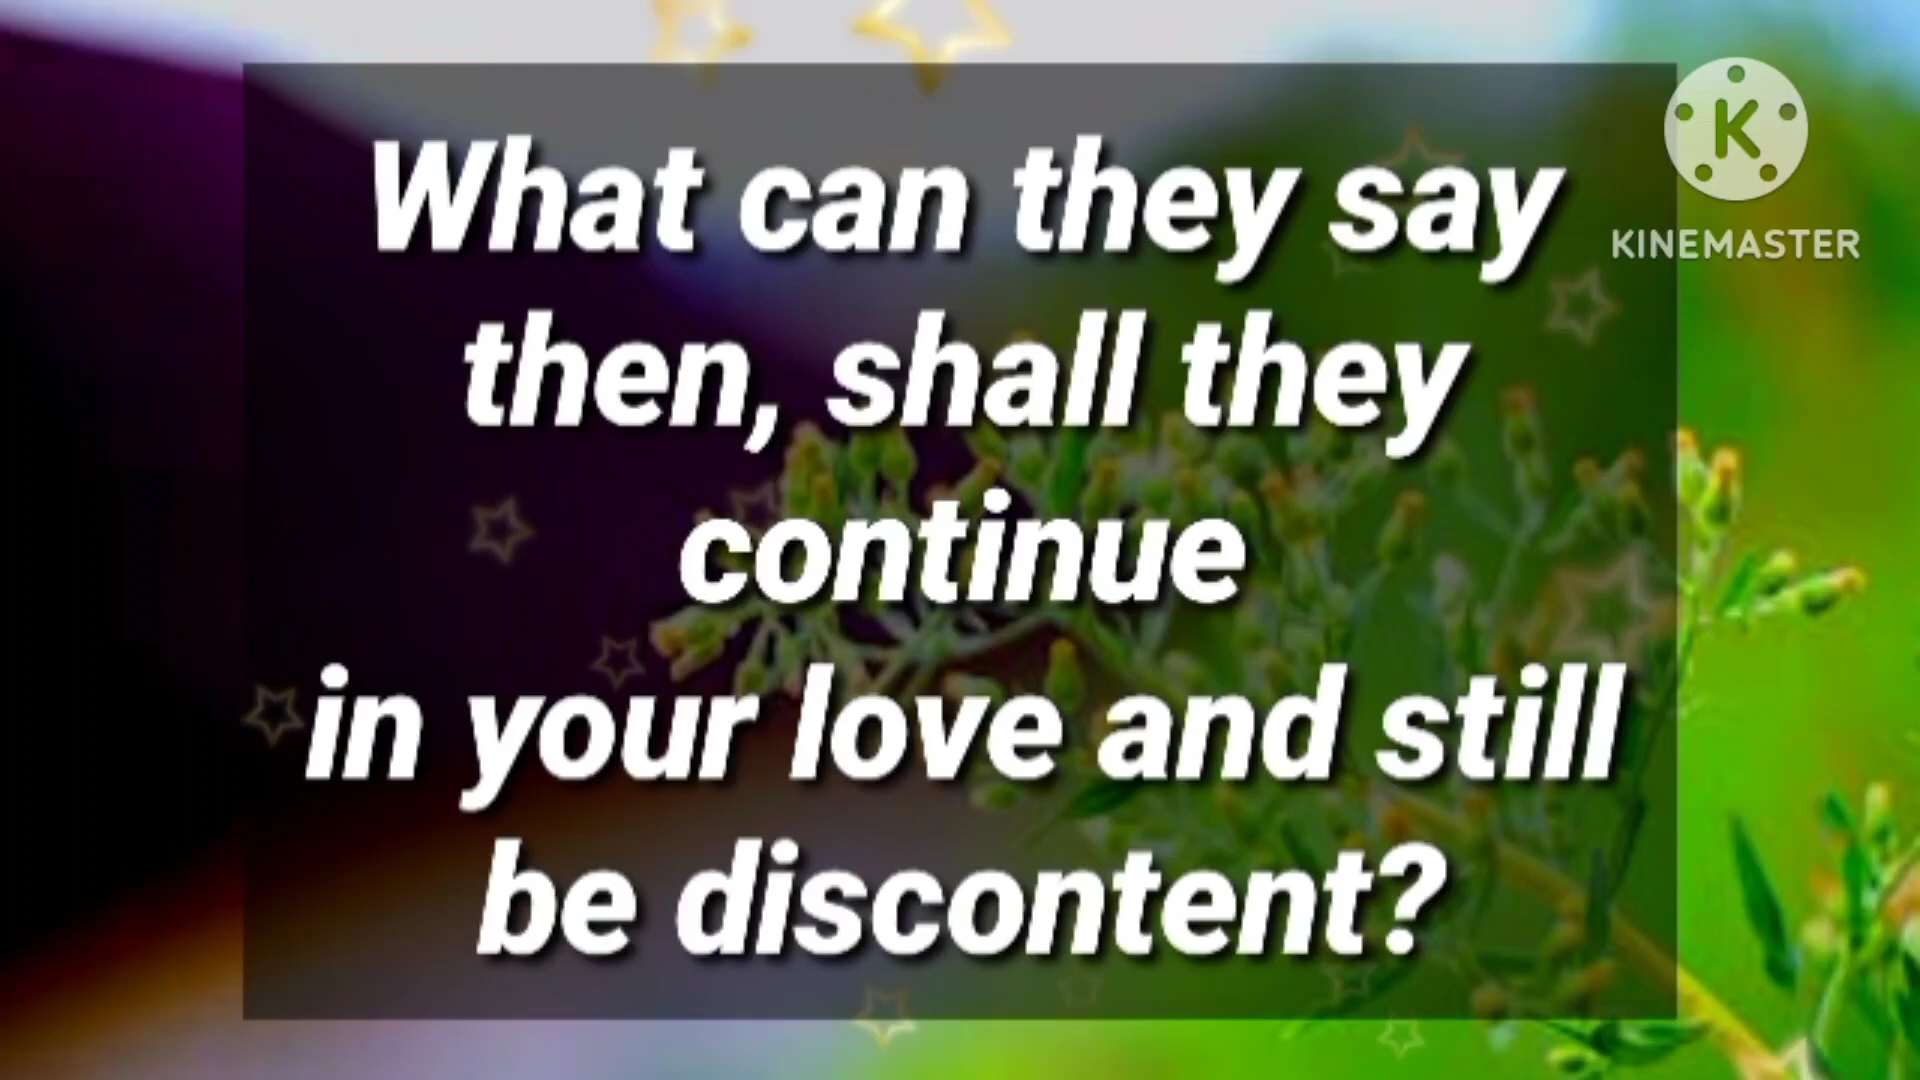 What can they say
then, shall they
continue
in your love and still
be discontent?
K
KINEMASTER